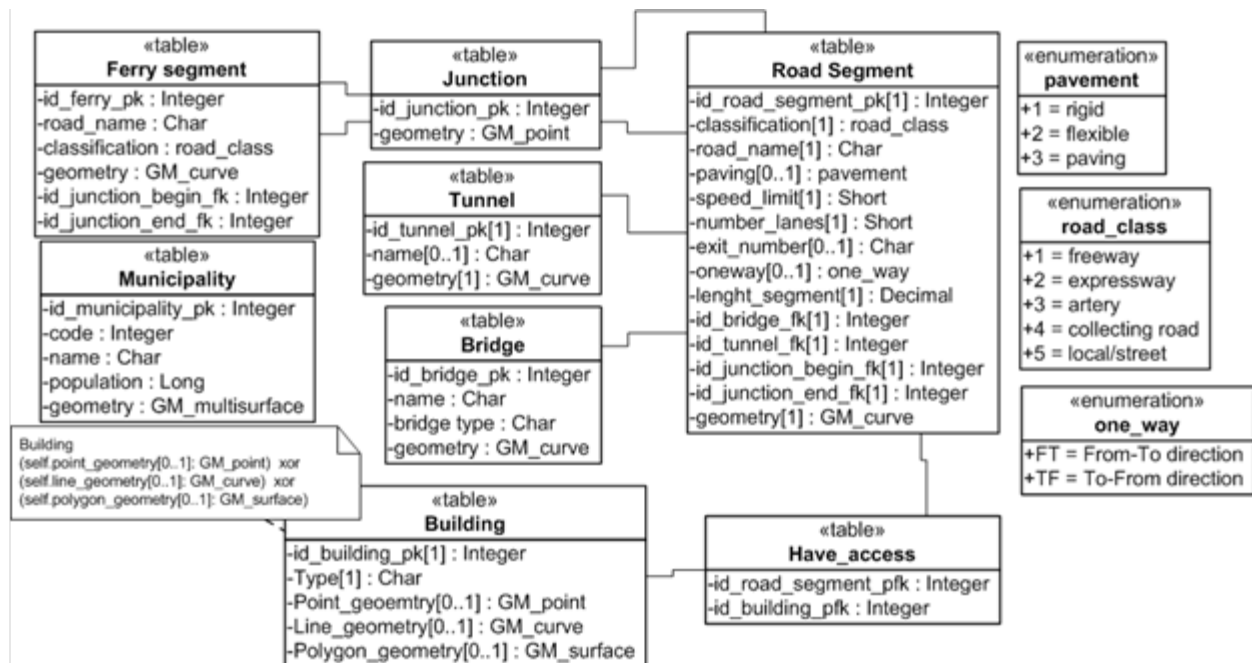 «table»
Ferry segment
-id_ferry_pk : Integer
-road_name : Char
-classification : road_class
-geometry : GM_curve
-id_junction_begin_fk : Integer
-id_junction_end_fk : Integer
«table»
Junction
-id_junction_pk : Integer
-geometry : GM_point
«table»
Road Segment
-id_road_segment_pk[1] : Integer
-classification[1] : road_class
-road_name[1] : Char
-paving[0..1] : pavement
-speed_limit[1] : Short
-number_lanes[1] : Short
-exit_number[0..1] : Char
-oneway[0..1] : one_way
-lenght_segment[1] : Decimal
-id_bridge_fk[1] : Integer
-id_tunnel_fk[1] : Integer
-id_junction_begin_fk[1] : Integer
-id_junction_end_fk[1] : Integer
-geometry[1] : GM_curve
«enumeration»
pavement
+1 = rigid
+2 = flexible
+3 = paving
«table»
Tunnel
-id_tunnel_pk[1] : Integer
-name[0..1] : Char
-geometry[1] : GM_curve
«enumeration»
road_class
+1 = freeway
+2 = expressway
+3 = artery
+4 = collecting road
+5 = local/street
«table»
Municipality
-id_municipality_pk : Integer
-code : Integer
-name : Char
-population : Long
-geometry : GM_multisurface
«table»
Bridge
-id_bridge_pk : Integer
-name : Char
-bridge type : Char
-geometry : GM_curve
«enumeration»
one_way
+FT = From-To direction
+TF = To-From direction
Building
(self.point_geometry[0..1]: GM_point) xor
(self.line_geometry[0..1]: GM_curve) xor
(self.polygon_geometry[0..1]: GM_surface)
«table»
Building
-id_building_pk[1] : Integer
-Type[1] : Char
-Point_geoemtry[0..1] : GM_point
-Line_geometry[0..1] : GM_curve
-Polygon_geometry[0..1] : GM_surface
«table»
Have_access
-id_road_segment_pfk : Integer
-id_building_pfk : Integer